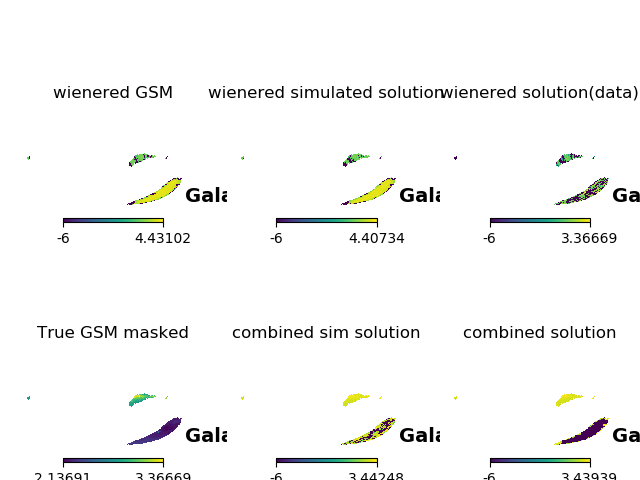 wienered GSM
wienered simulated solution
wienered solution(data)
Gala
Gala
Ga
-6 4.43102
-6 4.40734
-6 3.36669
True GSM masked
combined sim solution
combined solution
Gala
Gala
Ga
2.13691 3.36669
-6 3.44248
-6 3.43939